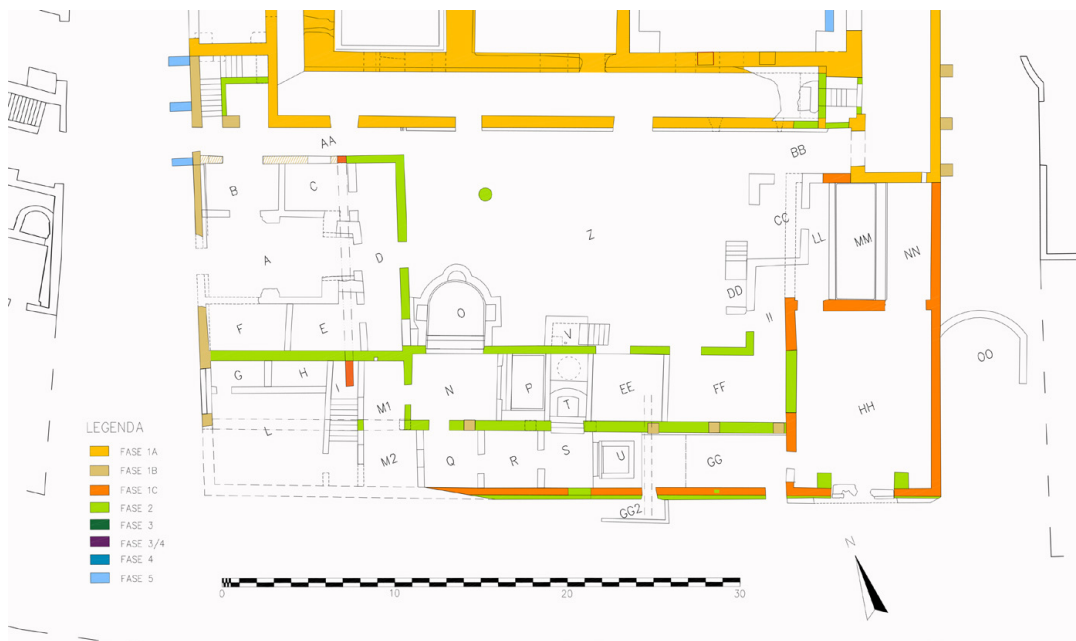 AA
BB
B
C
CC
Z
LL
MM
NN
A
D
DD
O
II
F
E
V
OO
G
H
I
M1
N
P
T
EE
FF
HH
L
M2
Q
R
S
U
GG
GG2
LEGENDA
FASE 1A
FASE 1B
FASE 1C
FASE 2
FASE 3
FASE 3/4
FASE 4
FASE 5
N
0 10 20 30